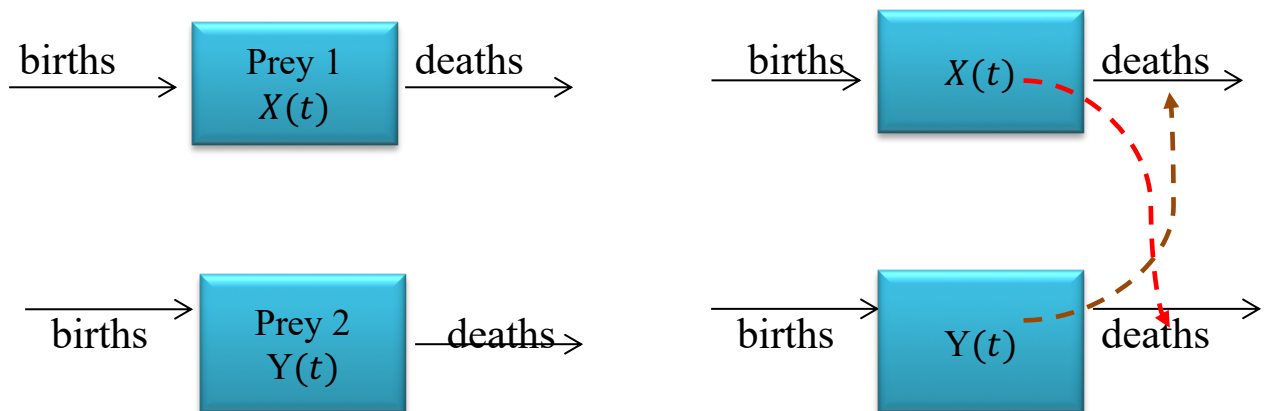 births
Prey 1
X(t)
deaths
births
X(t)
deaths
births
Prey 2
Y(t)
deaths
births
Y(t)
deaths